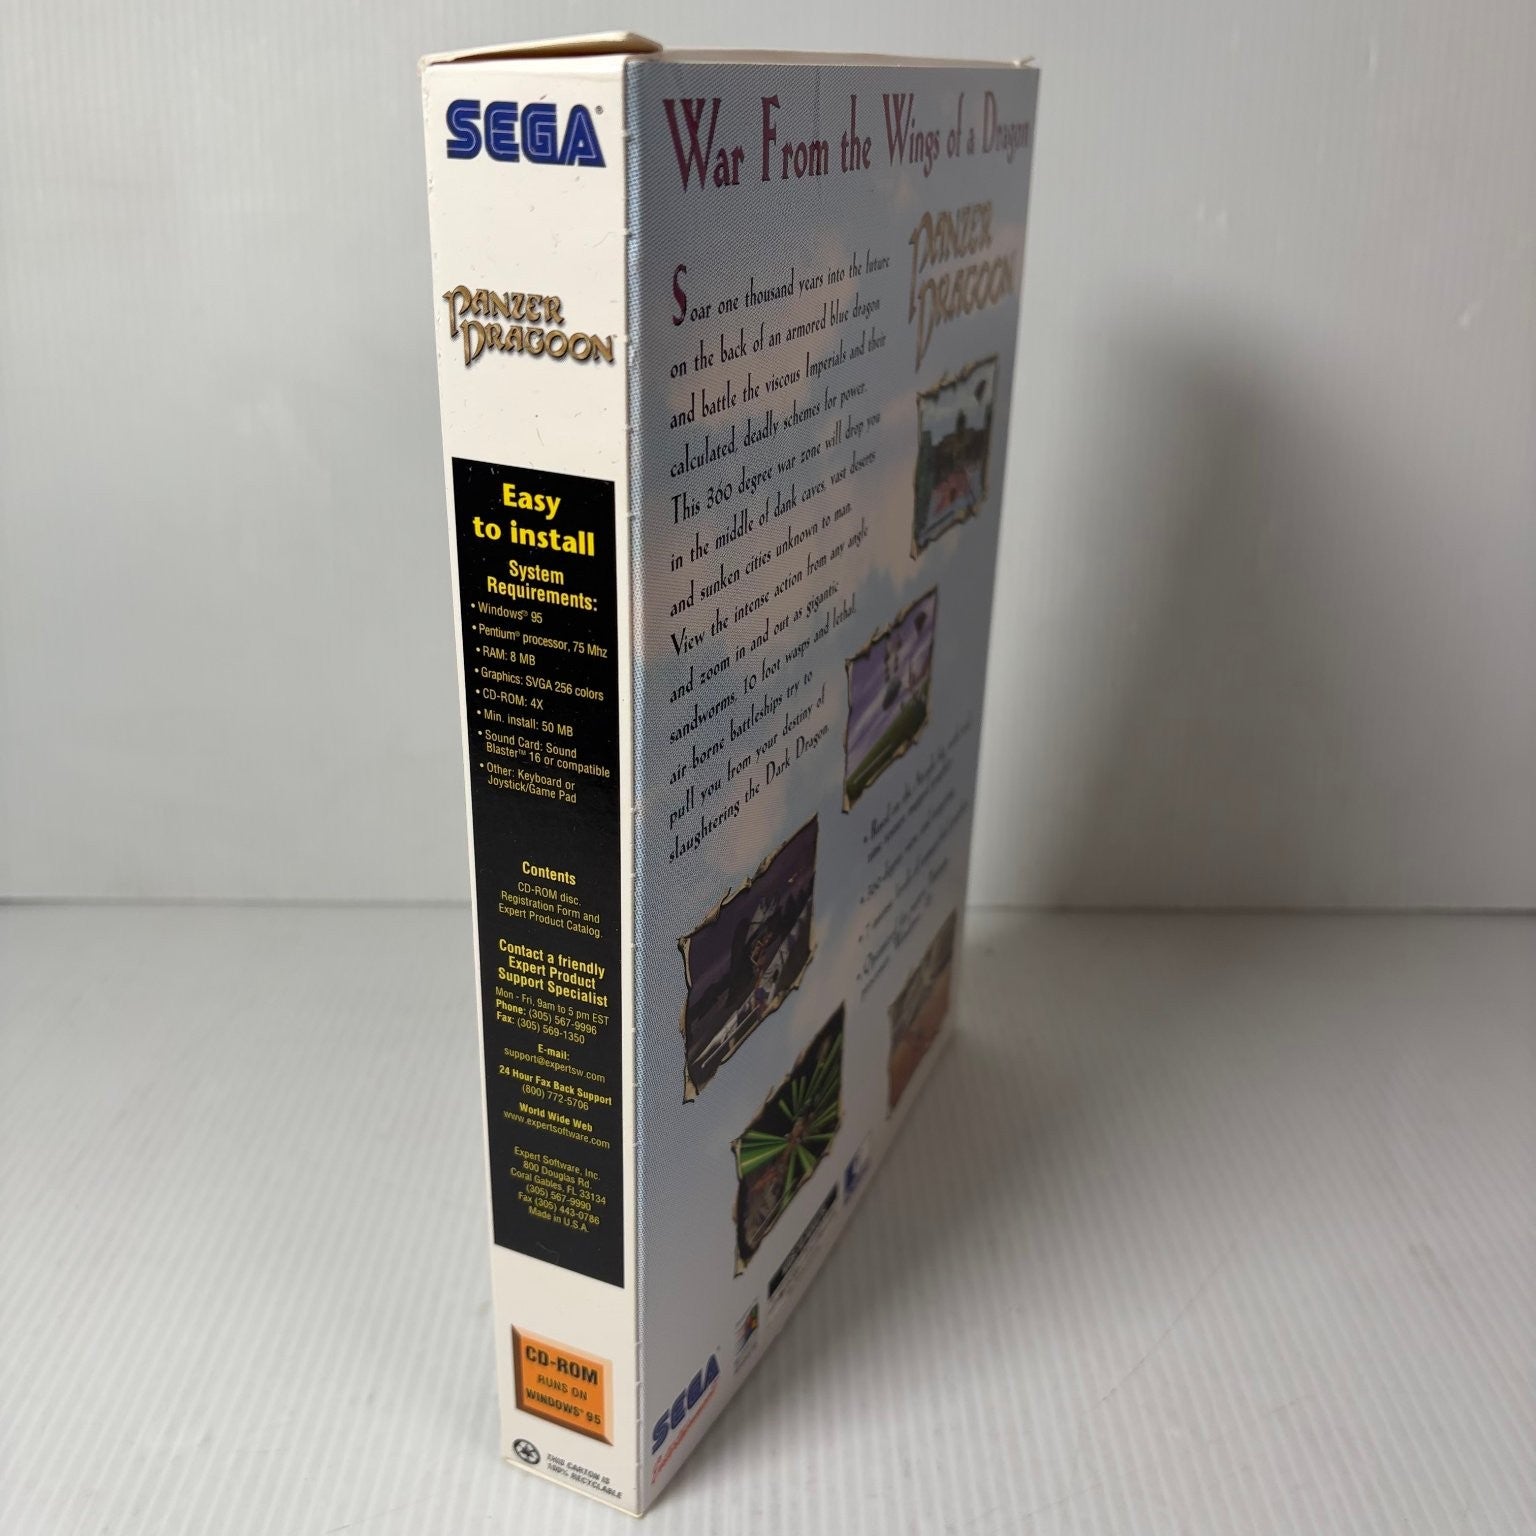 SEGA®
PANZER
DRAGOON™
Easy
to install
System
Requirements:
• Windows® 95
• Pentium® processor, 75 Mhz
• RAM: 8 MB
• Graphics: SVGA 256 colors
• CD-ROM: 4X
• Min. install: 50 MB
• Sound Card: Sound
Blaster™ 16 or compatible
• Other: Keyboard or
Joystick/Game Pad
Contents
CD-ROM disc.
Registration Form and
Expert Product Catalog.
Contact a friendly
Expert Product
Support Specialist
Mon - Fri, 9am to 5 pm EST
Phone: (305) 567-9996
Fax: (305) 569-1350
E-mail:
support@expertsw.com
24 Hour Fax Back Support
(800) 772-5706
World Wide Web
www.expertsoftware.com
Expert Software, Inc.
800 Douglas Rd.
Coral Gables, FL 33134
(305) 567-9990
Fax (305) 443-0786
Made in U.S.A.
CD-ROM
RUNS ON
WINDOWS® 95
THIS CARTON IS
100% RECYCLABLE
War From the Wings of a Dragon
PANZER
DRAGOON
Soar one thousand years into the future
on the back of an armored blue dragon
and battle the viscous Imperials and their
calculated, deadly schemes for power.
This 360 degree war zone will drop you
in the middle of dank caves, vast deserts
and sunken cities unknown to man.
View the intense action from any angle
and zoom in and out as gigantic
sandworms, 10 foot wasps and lethal,
air borne battleships try to
pull you from your destiny of
slaughtering the Dark Dragon.
SEGA